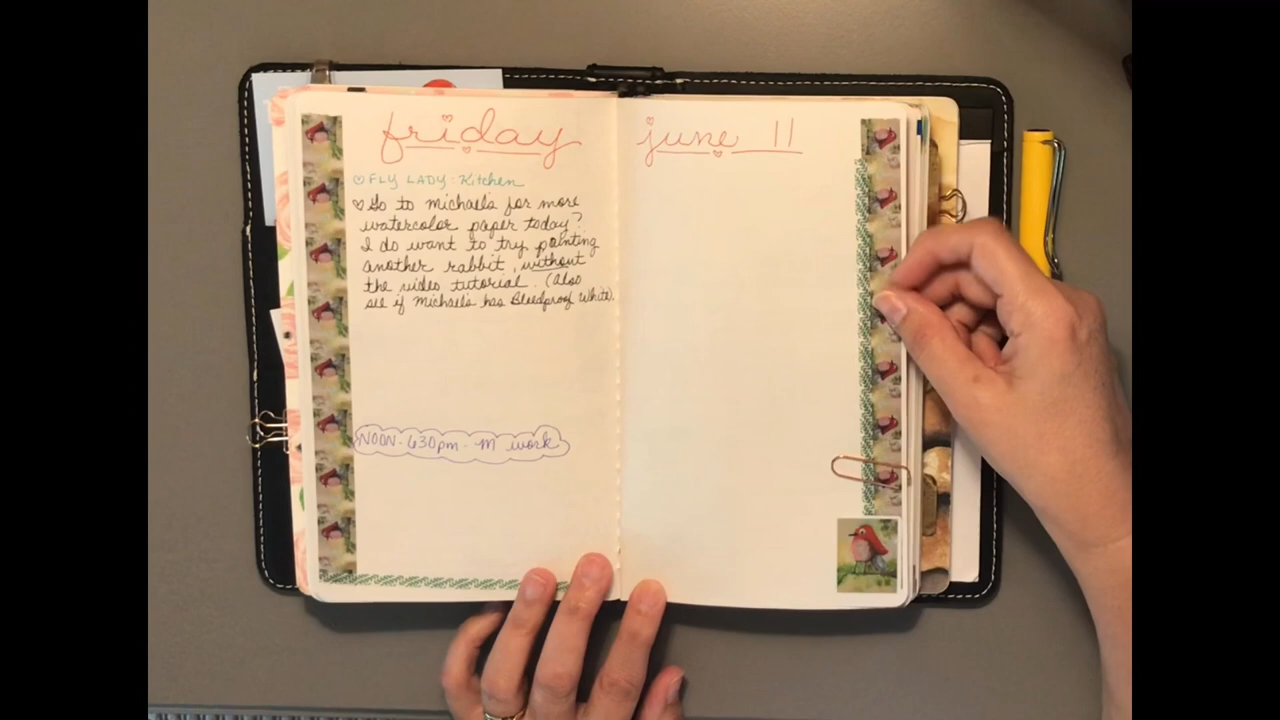 friday
june 11
♡ FLY LADY: Kitchen
♡ Go to michaels for more
watercolor paper today?
I do want to try painting
another rabbit, without
the video tutorial. (Also
see if Michaels has Bleedproof White).
NOON - 630pm - M work